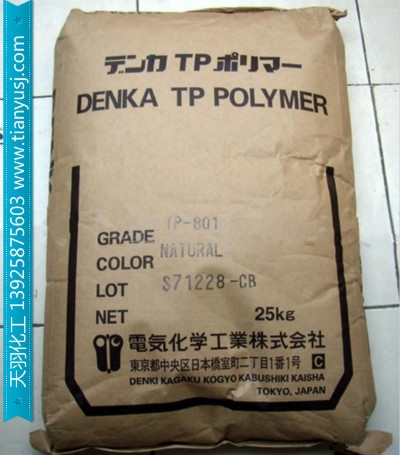 デンカ TP ポリマー
DENKA TP POLYMER
GRADE TP-801
COLOR NATURAL
LOT S71228-CB
NET 25kg
電気化学工業株式会社
東京都中央区日本橋室町二丁目1番1号 C
DENKI KAGAKU KOGYO KABUSHIKI KAISHA
TOKYO, JAPAN
天羽化工 13925875603 www.tianyusj.com